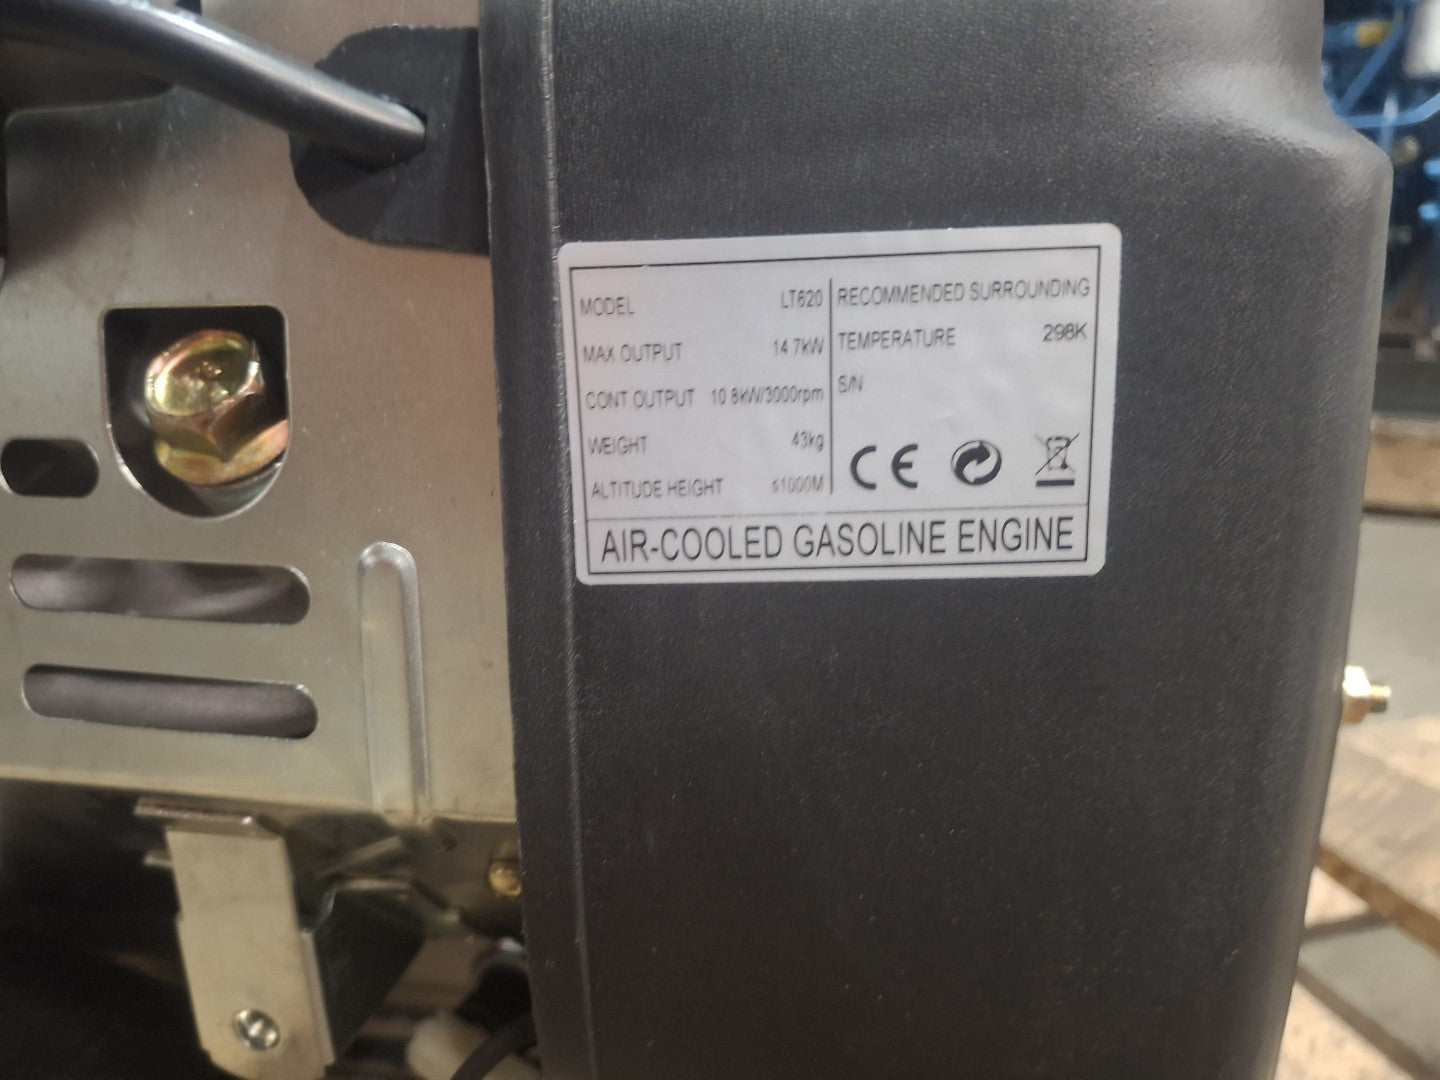 MODEL LT620
MAX OUTPUT 14.7kW
CONT OUTPUT 10.8kW/3000rpm
WEIGHT 43kg
ALTITUDE HEIGHT ≤1000M
RECOMMENDED SURROUNDING
TEMPERATURE 298K
S/N
CE
AIR-COOLED GASOLINE ENGINE